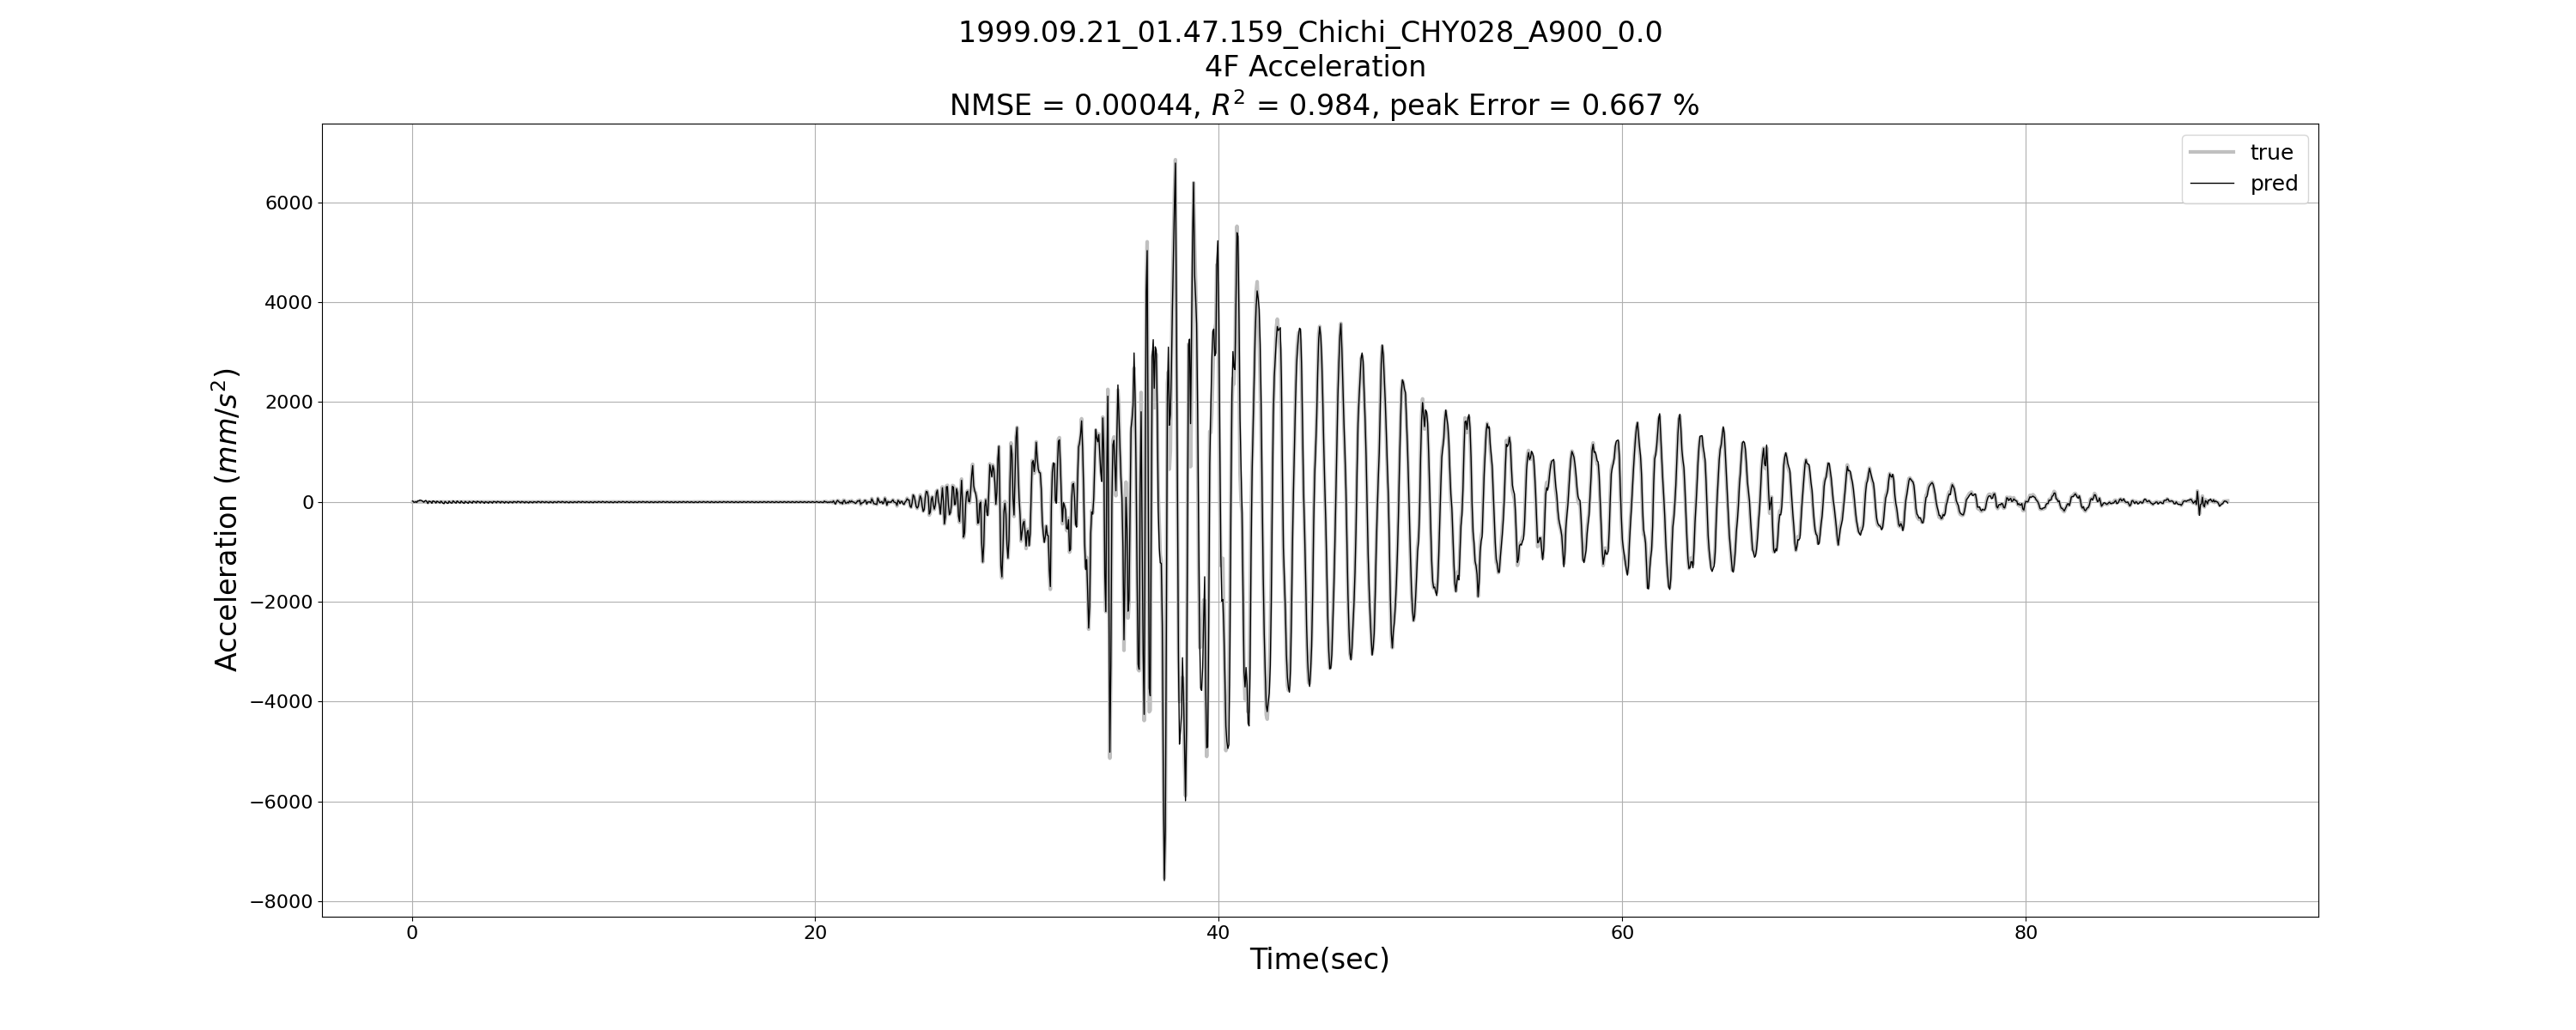 1999.09.21_01.47.159_Chichi_CHY028_A900_0.0
4F Acceleration
NMSE = 0.00044, R² = 0.984, peak Error = 0.667 %
true
pred
6000
4000
2000
0
−2000
−4000
−6000
−8000
Acceleration (mm/s²)
0 20 40 60 80
Time(sec)